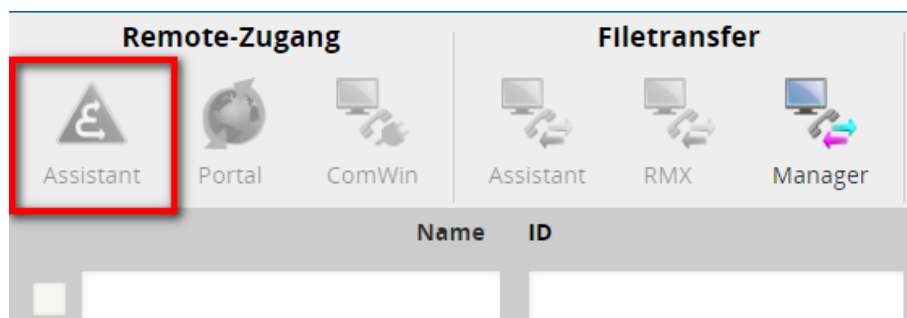 Remote-Zugang FIletransfer
Assistant Portal ComWin Assistant RMX Manager
Name ID